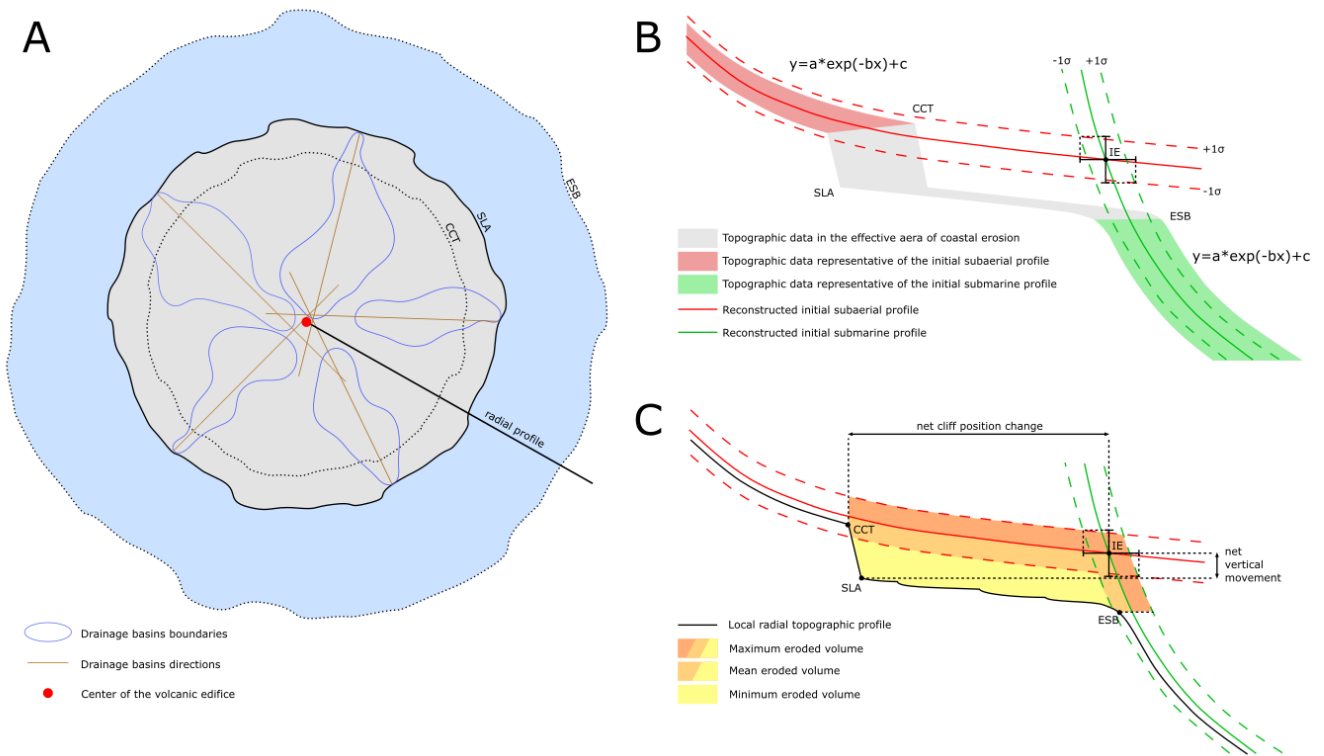 A
ESB
SLA
CCT
radial profile
Drainage basins boundaries
Drainage basins directions
Center of the volcanic edifice
B
y=a*exp(-bx)+c
CCT
-1σ
+1σ
IE
+1σ
-1σ
SLA
ESB
y=a*exp(-bx)+c
Topographic data in the effective aera of coastal erosion
Topographic data representative of the initial subaerial profile
Topographic data representative of the initial submarine profile
Reconstructed initial subaerial profile
Reconstructed initial submarine profile
C
net cliff position change
CCT
IE
net
vertical
movement
SLA
ESB
Local radial topographic profile
Maximum eroded volume
Mean eroded volume
Minimum eroded volume